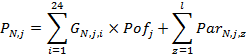 P_{N,j} = \sum_{i=1}^{24} G_{N,j,i} \times Pof_j + \sum_{z=1}^{l} Par_{N,j,z}